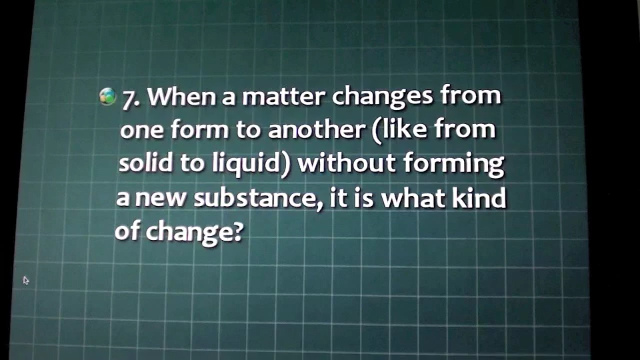 7. When a matter changes from
one form to another (like from
solid to liquid) without forming
a new substance, it is what kind
of change?